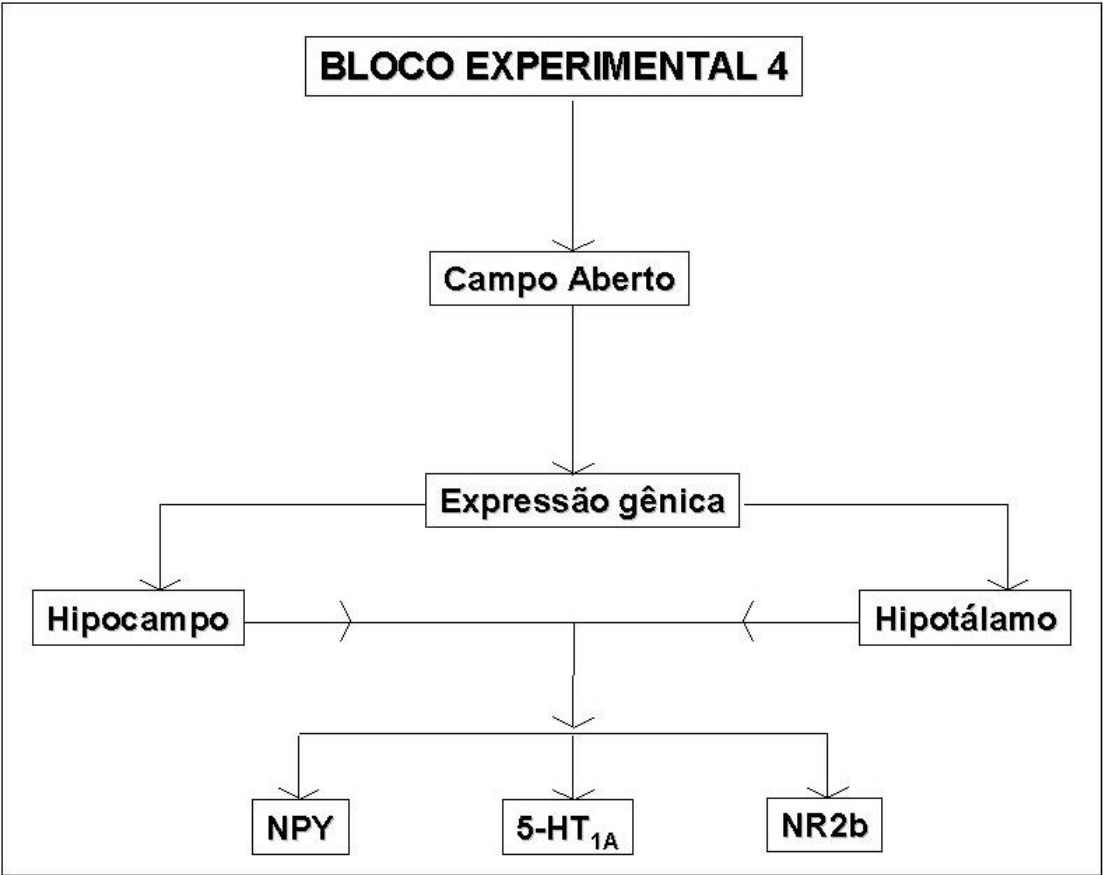 BLOCO EXPERIMENTAL 4
Campo Aberto
Expressão gênica
Hipocampo
Hipotálamo
NPY
5-HT1A
NR2b